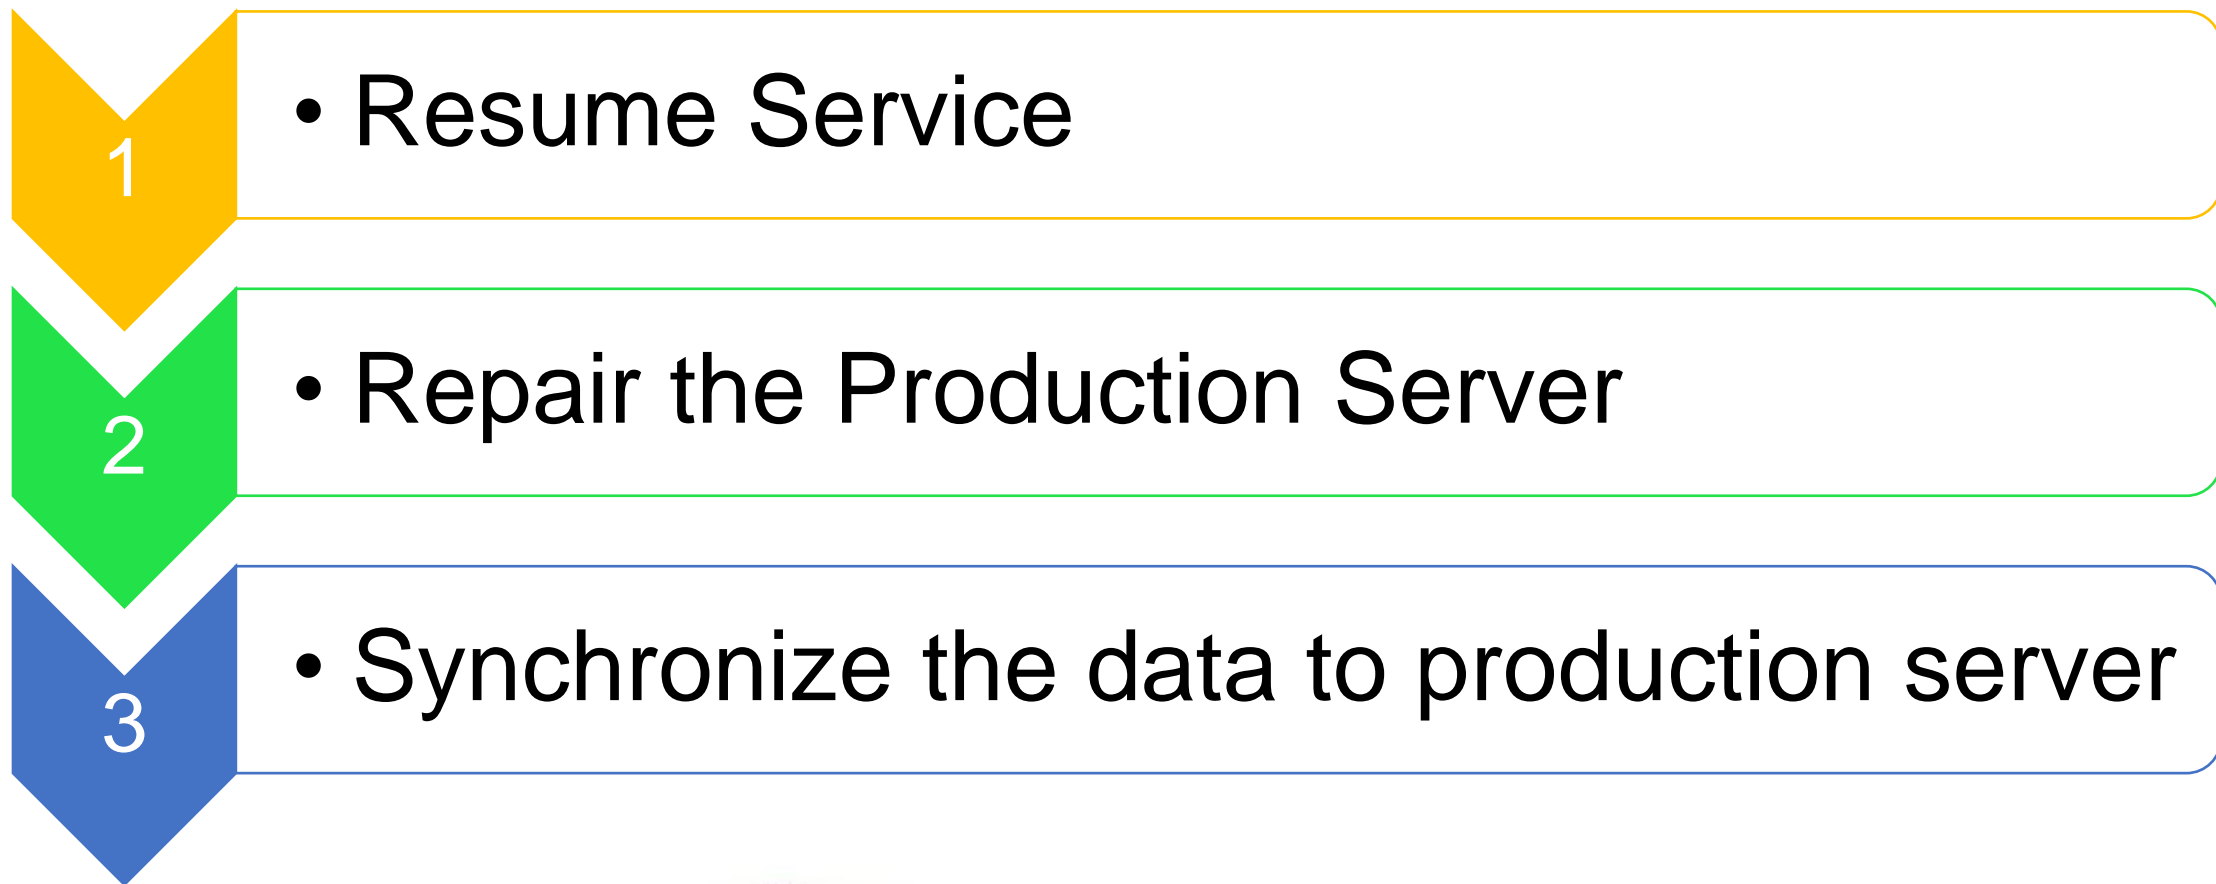 1
• Resume Service
2
• Repair the Production Server
3
• Synchronize the data to production server